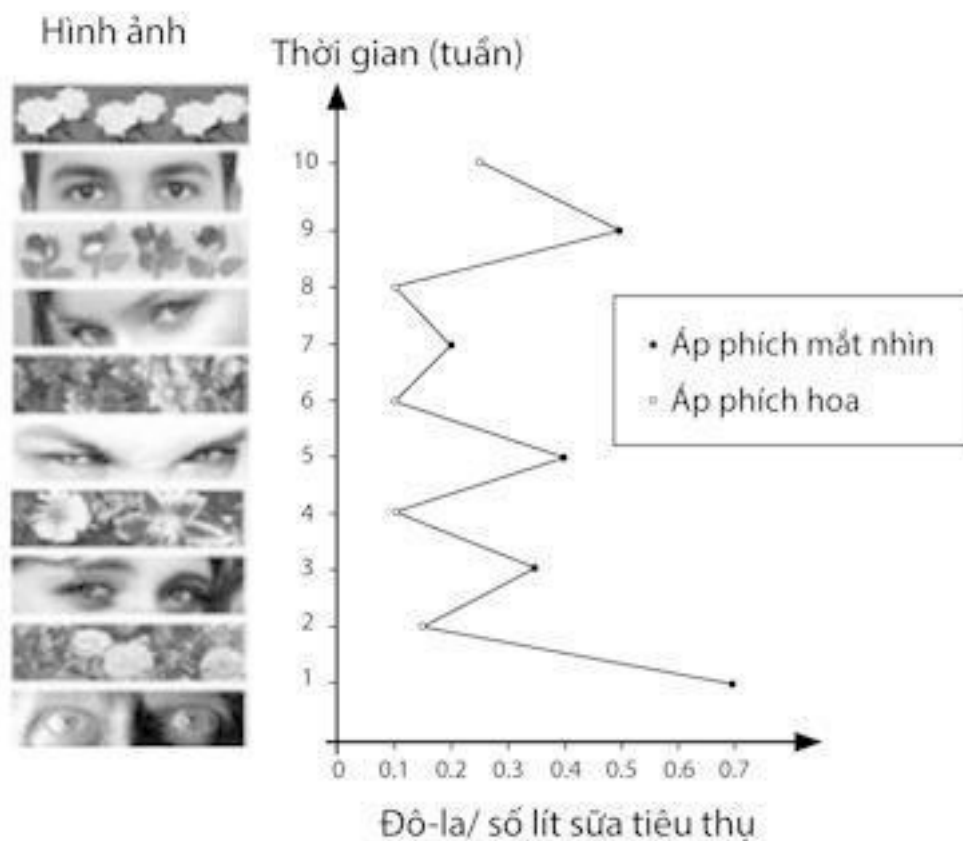 Hình ảnh
Thời gian (tuần)
10
9
8
7
6
5
4
3
2
1
0 0.1 0.2 0.3 0.4 0.5 0.6 0.7
Áp phích mắt nhìn
Áp phích hoa
Đô-la/ số lít sữa tiêu thụ